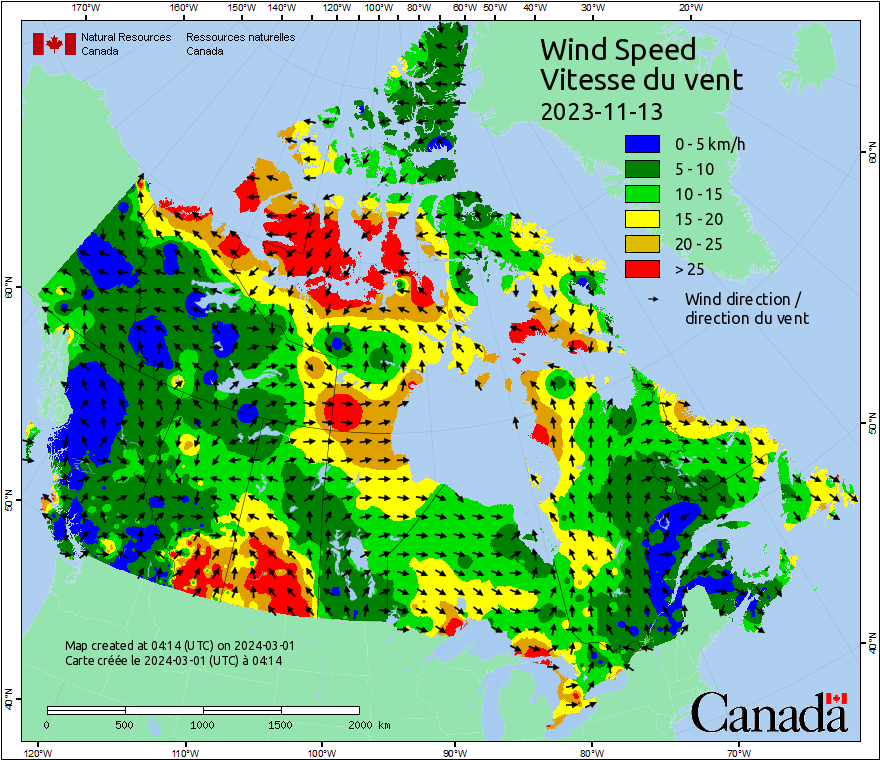 170°W 160°W 150°W 140°W 120°W 100°W 80°W 60°W 50°W 40°W 30°W 20°W
Natural Resources Ressources naturelles
Canada Canada
Wind Speed
Vitesse du vent
2023-11-13
0 - 5 km/h
5 - 10
10 - 15
15 - 20
20 - 25
> 25
Wind direction /
direction du vent
60°N
60°N
50°N
50°N
40°N
40°N
Map created at 04:14 (UTC) on 2024-03-01
Carte créée le 2024-03-01 (UTC) à 04:14
0 500 1000 1500 2000 km
Canada
120°W 110°W 100°W 90°W 80°W 70°W